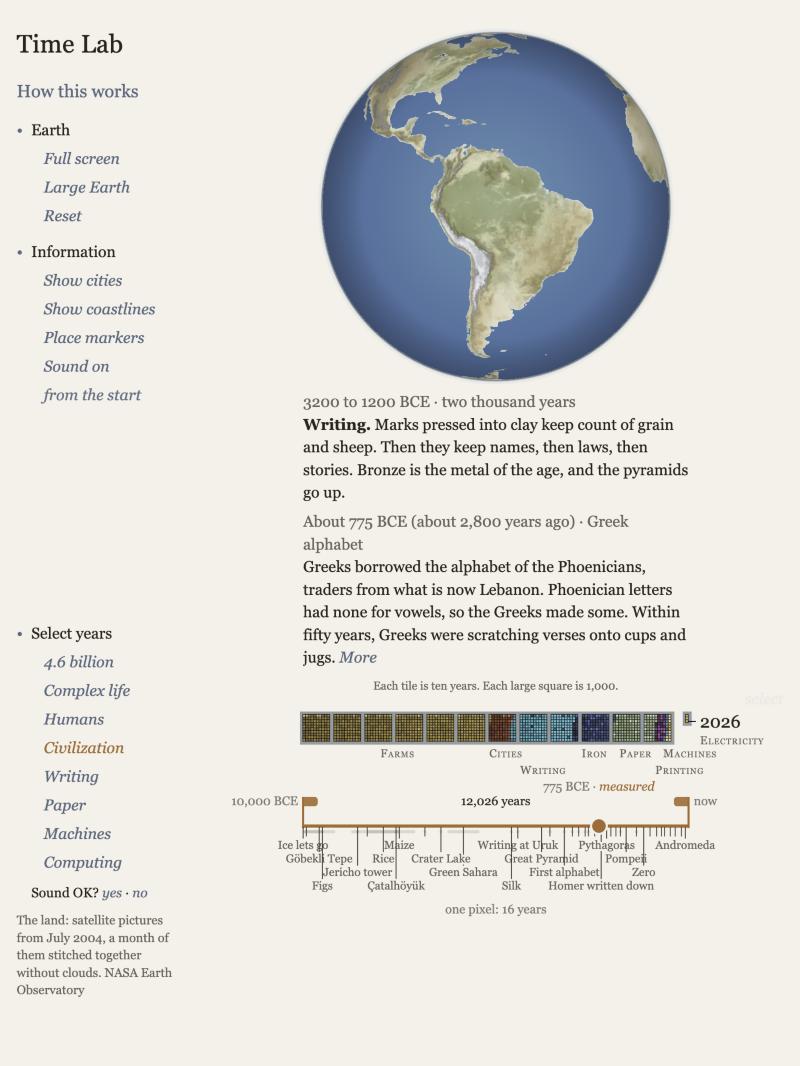 Time Lab
How this works
• Earth
Full screen
Large Earth
Reset
• Information
Show cities
Show coastlines
Place markers
Sound on
from the start
3200 to 1200 BCE · two thousand years
Writing. Marks pressed into clay keep count of grain
and sheep. Then they keep names, then laws, then
stories. Bronze is the metal of the age, and the pyramids
go up.
About 775 BCE (about 2,800 years ago) · Greek
alphabet
Greeks borrowed the alphabet of the Phoenicians,
traders from what is now Lebanon. Phoenician letters
had none for vowels, so the Greeks made some. Within
fifty years, Greeks were scratching verses onto cups and
jugs. More
• Select years
4.6 billion
Complex life
Humans
Civilization
Writing
Paper
Machines
Computing
Sound OK? yes · no
The land: satellite pictures
from July 2004, a month of
them stitched together
without clouds. NASA Earth
Observatory
Each tile is ten years. Each large square is 1,000.
select
2026
Electricity
Farms Cities Iron Paper Machines
Writing Printing
775 BCE · measured
10,000 BCE 12,026 years now
Ice lets go Maize Writing at Uruk Pythagoras Andromeda
Göbekli Tepe Rice Crater Lake Great Pyramid Pompeii
Jericho tower Green Sahara First alphabet Zero
Figs Çatalhöyük Silk Homer written down
one pixel: 16 years